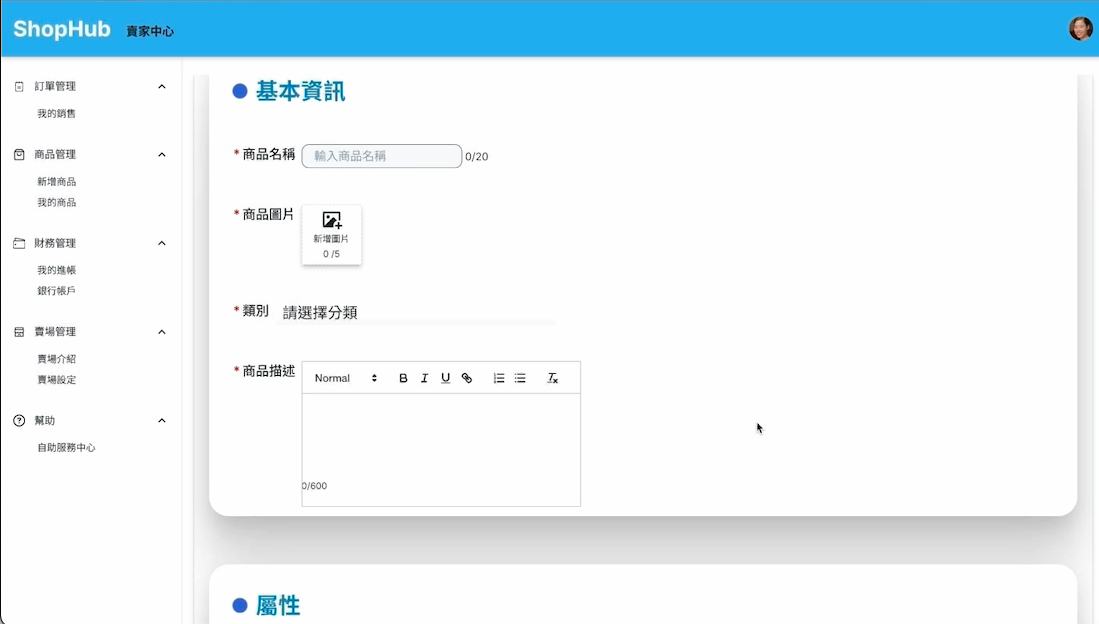 ShopHub 賣家中心
訂單管理
我的銷售
商品管理
新增商品
我的商品
財務管理
我的進帳
銀行帳戶
賣場管理
賣場介紹
賣場設定
幫助
自助服務中心
基本資訊
*商品名稱 輸入商品名稱 0/20
*商品圖片
新增圖片
0 /5
*類別 請選擇分類
*商品描述
Normal B I U
0/600
屬性